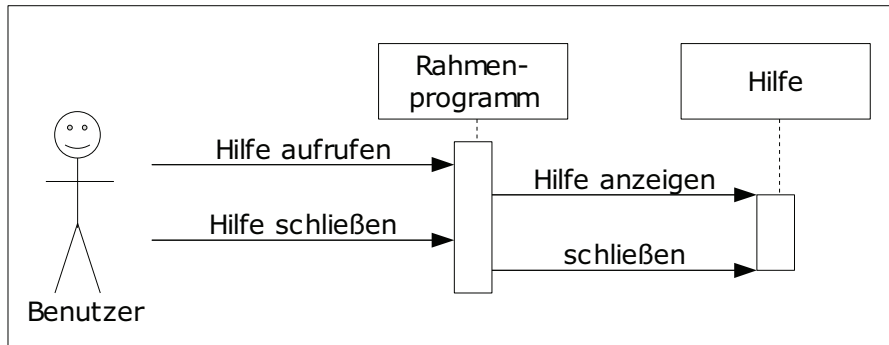 Rahmen-
programm
Hilfe
Hilfe aufrufen
Hilfe anzeigen
Hilfe schließen
schließen
Benutzer